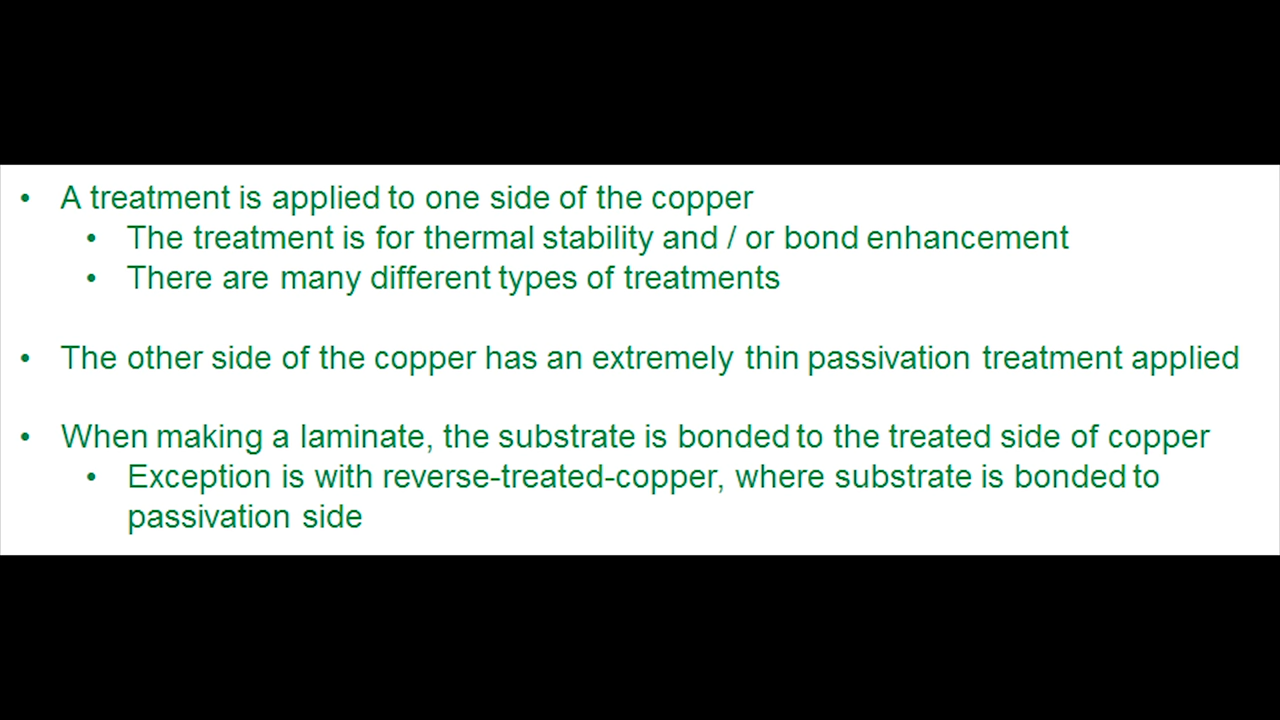 • A treatment is applied to one side of the copper
• The treatment is for thermal stability and / or bond enhancement
• There are many different types of treatments
• The other side of the copper has an extremely thin passivation treatment applied
• When making a laminate, the substrate is bonded to the treated side of copper
• Exception is with reverse-treated-copper, where substrate is bonded to
passivation side